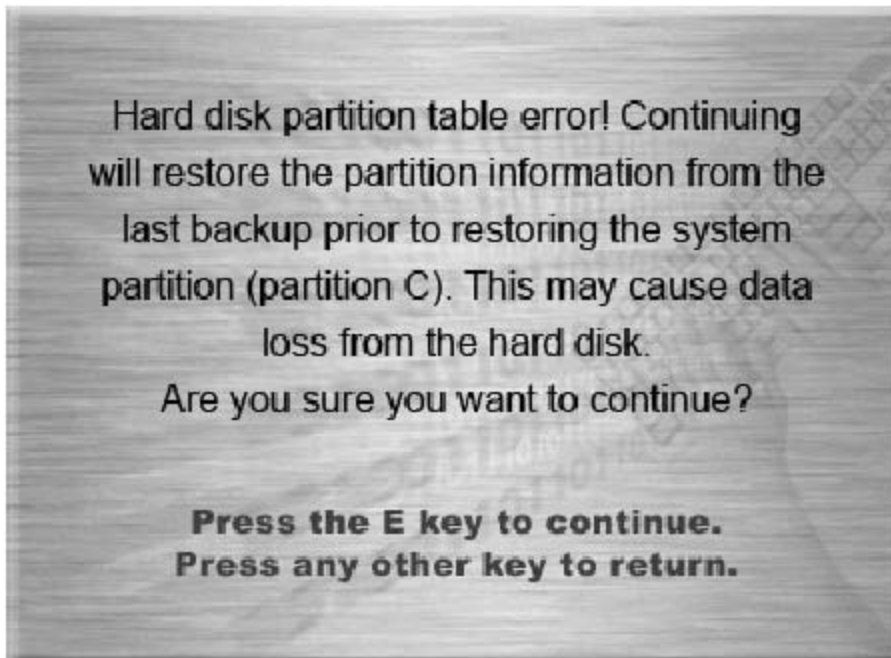 Hard disk partition table error! Continuing
will restore the partition information from the
last backup prior to restoring the system
partition (partition C). This may cause data
loss from the hard disk.
Are you sure you want to continue?
Press the E key to continue.
Press any other key to return.